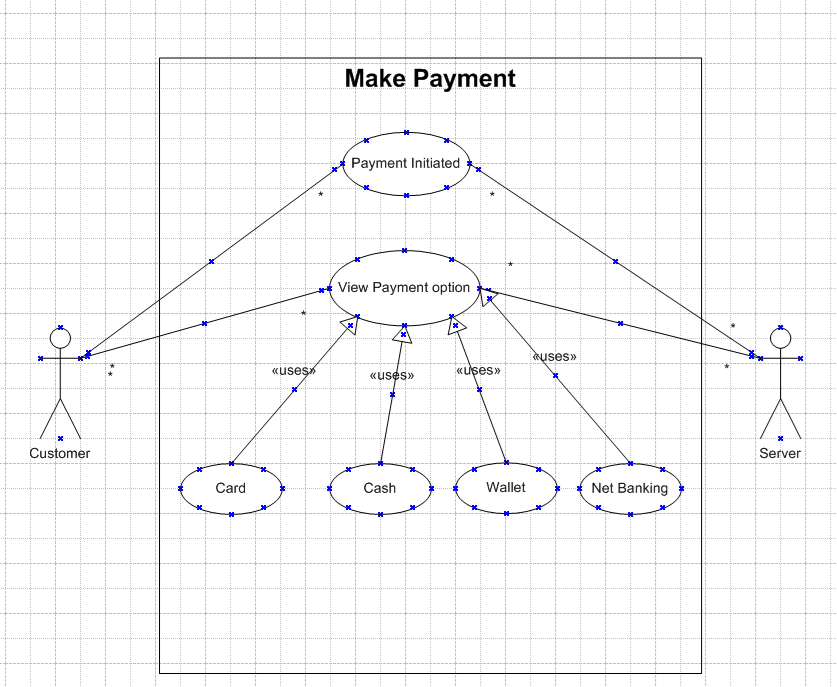 Make Payment
Payment Initiated
*
*
*
View Payment option
*
*
*
*
*
«uses»
«uses»
«uses»
«uses»
Customer
Server
Card
Cash
Wallet
Net Banking